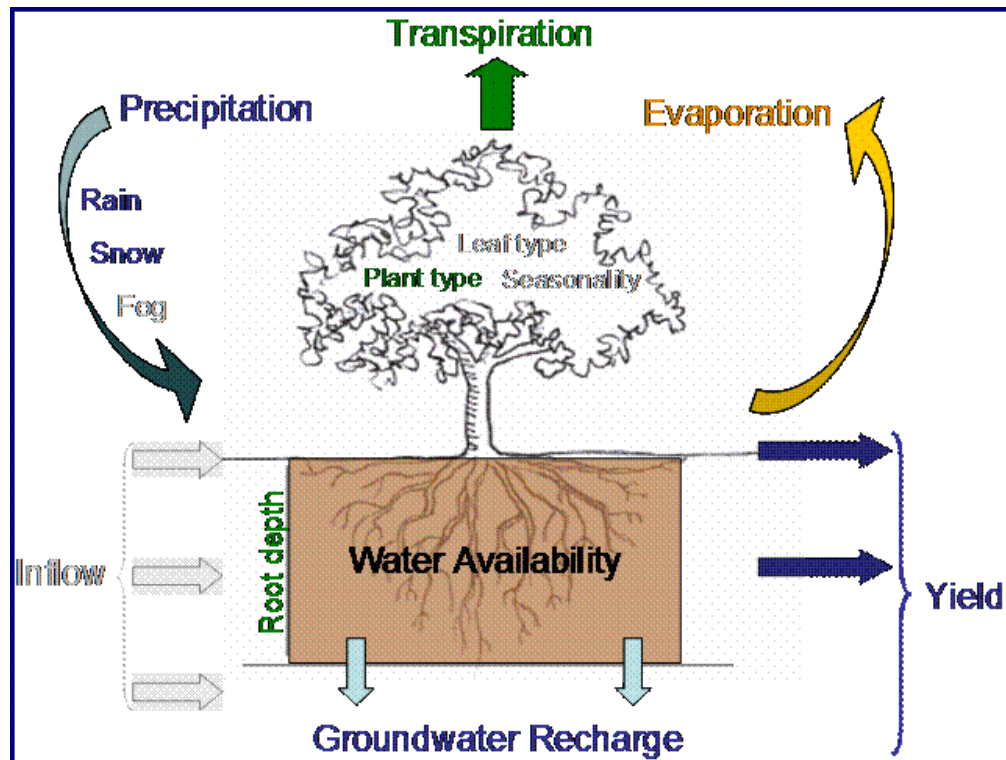 Transpiration
Precipitation
Evaporation
Rain
Snow
Fog
Leaf type
Plant type
Seasonality
Inflow
Root depth
Water Availability
Yield
Groundwater Recharge